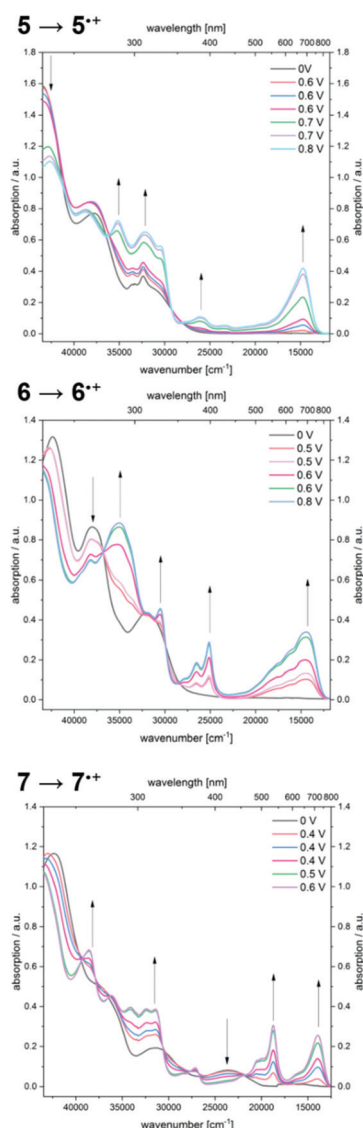 5 → 5•+
wavelength [nm]
300 400 500 600 700 800
1.8
1.6
1.4
1.2
1.0
0.8
0.6
0.4
0.2
0.0
absorption / a.u.
0V
0.6 V
0.6 V
0.6 V
0.7 V
0.7 V
0.8 V
40000 35000 30000 25000 20000 15000
wavenumber [cm-1]
6 → 6•+
wavelength [nm]
300 400 500 600 700 800
1.4
1.2
1.0
0.8
0.6
0.4
0.2
0.0
absorption / a.u.
0 V
0.5 V
0.5 V
0.6 V
0.6 V
0.8 V
40000 35000 30000 25000 20000 15000
wavenumber [cm-1]
7 → 7•+
wavelength [nm]
300 400 500 600 700 800
1.4
1.2
1.0
0.8
0.6
0.4
0.2
0.0
absorption / a.u.
0 V
0.4 V
0.4 V
0.4 V
0.5 V
0.6 V
40000 35000 30000 25000 20000 15000
wavenumber [cm-1]